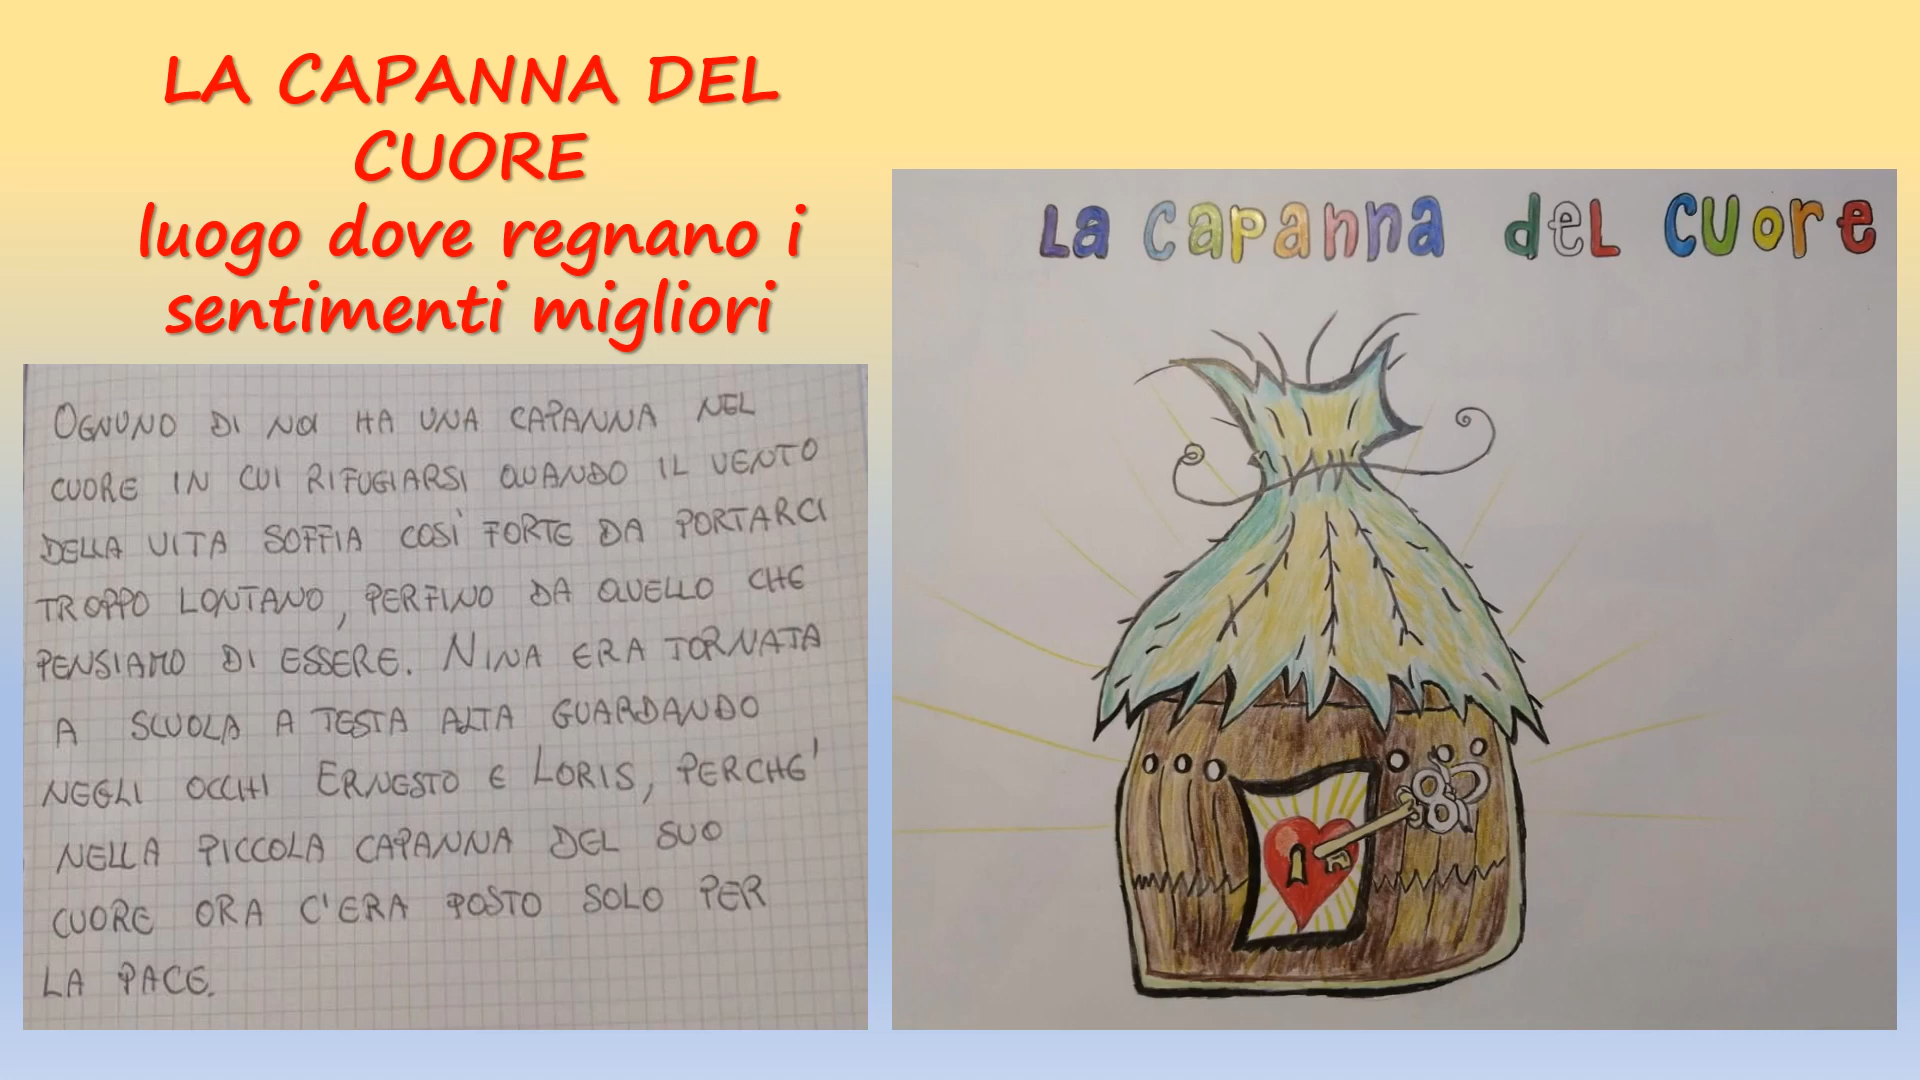 LA CAPANNA DEL
CUORE
luogo dove regnano i
sentimenti migliori
OGNUNO DI NOI HA UNA CAPANNA NEL
CUORE IN CUI RIFUGIARSI QUANDO IL VENTO
DELLA VITA SOFFIA COSÌ FORTE DA PORTARCI
TROPPO LONTANO, PERFINO DA QUELLO CHE
PENSIAMO DI ESSERE. NINA ERA TORNATA
A SCUOLA A TESTA ALTA GUARDANDO
NEGLI OCCHI ERNESTO E LORIS, PERCHE'
NELLA PICCOLA CAPANNA DEL SUO
CUORE ORA C'ERA POSTO SOLO PER
LA PACE.
La capanna deL CUore